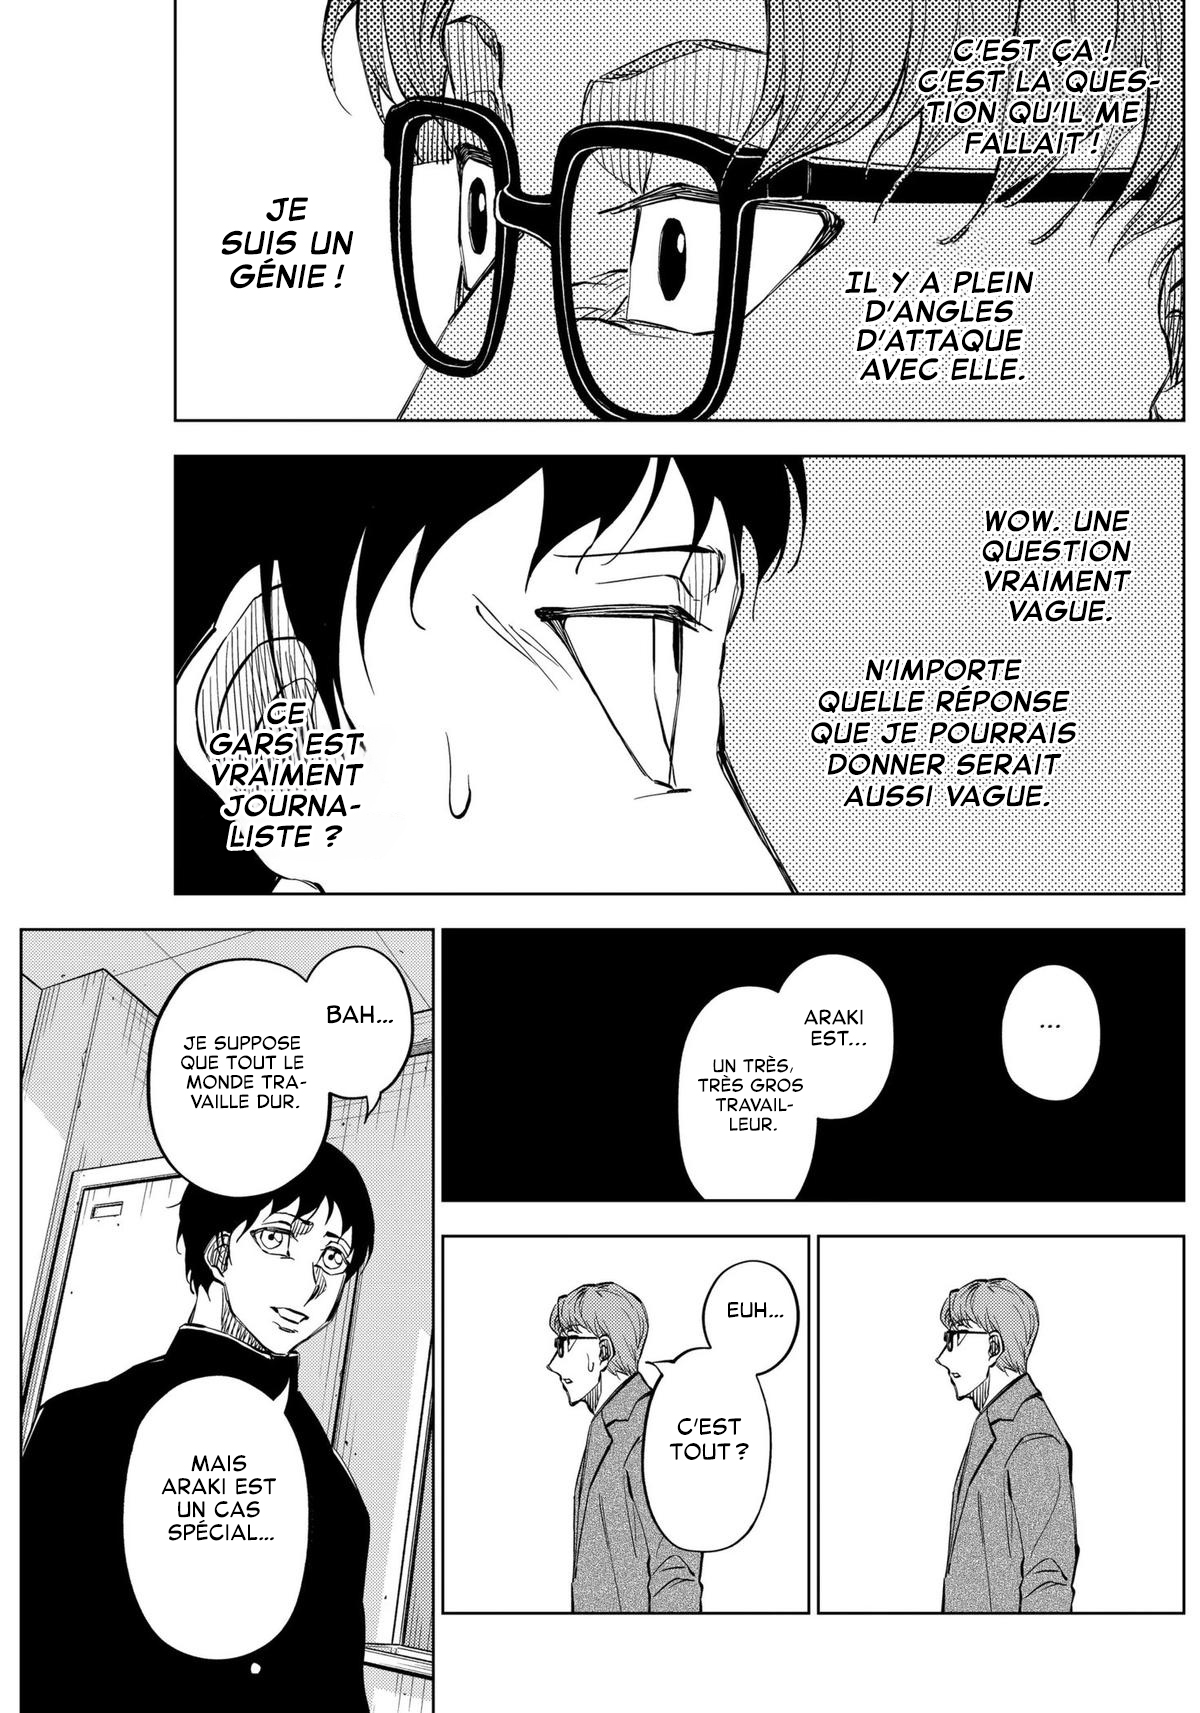 C'EST ÇA !
C'EST LA QUES-
TION QU'IL ME
FALLAIT !
IL Y A PLEIN
D'ANGLES
D'ATTAQUE
AVEC ELLE.
JE
SUIS UN
GÉNIE !
WOW. UNE
QUESTION
VRAIMENT
VAGUE.
N'IMPORTE
QUELLE RÉPONSE
QUE JE POURRAIS
DONNER SERAIT
AUSSI VAGUE.
CE
GARS EST
VRAIMENT
JOURNA-
LISTE ?
...
ARAKI
EST...
UN TRÈS,
TRÈS GROS
TRAVAIL-
LEUR.
EUH...
C'EST
TOUT ?
BAH...
JE SUPPOSE
QUE TOUT LE
MONDE TRA-
VAILLE DUR.
MAIS
ARAKI EST
UN CAS
SPÉCIAL...